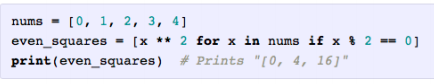 nums = [0, 1, 2, 3, 4]
even_squares = [x ** 2 for x in nums if x % 2 == 0]
print(even_squares)  # Prints "[0, 4, 16]"